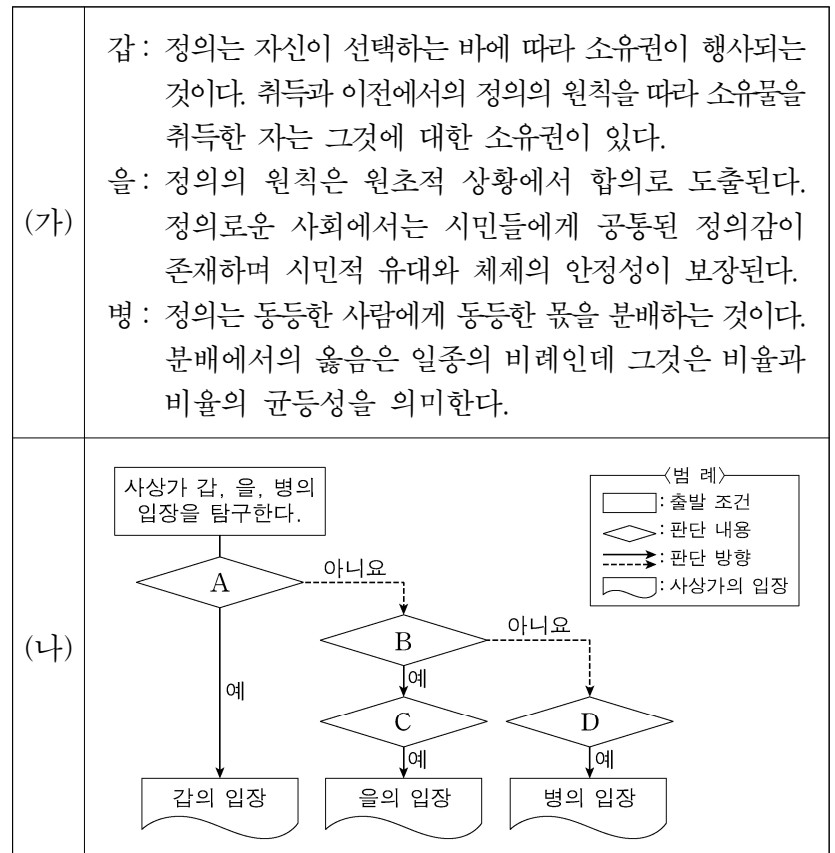 (가)
갑 : 정의는 자신이 선택하는 바에 따라 소유권이 행사되는
것이다. 취득과 이전에서의 정의의 원칙을 따라 소유물을
취득한 자는 그것에 대한 소유권이 있다.
을 : 정의의 원칙은 원초적 상황에서 합의로 도출된다.
정의로운 사회에서는 시민들에게 공통된 정의감이
존재하며 시민적 유대와 체제의 안정성이 보장된다.
병 : 정의는 동등한 사람에게 동등한 몫을 분배하는 것이다.
분배에서의 옳음은 일종의 비례인데 그것은 비율과
비율의 균등성을 의미한다.
(나)
사상가 갑, 을, 병의
입장을 탐구한다.
〈범 례〉
: 출발 조건
: 판단 내용
: 판단 방향
: 사상가의 입장
A
아니요
B
아니요
예
예
C
D
예
예
갑의 입장
을의 입장
병의 입장